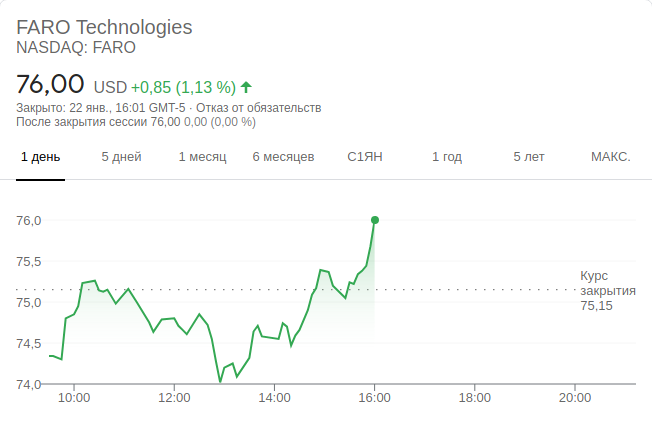 FARO Technologies
NASDAQ: FARO
76,00 USD +0,85 (1,13 %)
Закрыто: 22 янв., 16:01 GMT-5 · Отказ от обязательств
После закрытия сессии 76,00 0,00 (0,00 %)
1 день 5 дней 1 месяц 6 месяцев С1ЯН 1 год 5 лет МАКС.
76,0
75,5
75,0
74,5
74,0
Курс
закрытия
75,15
10:00 12:00 14:00 16:00 18:00 20:00